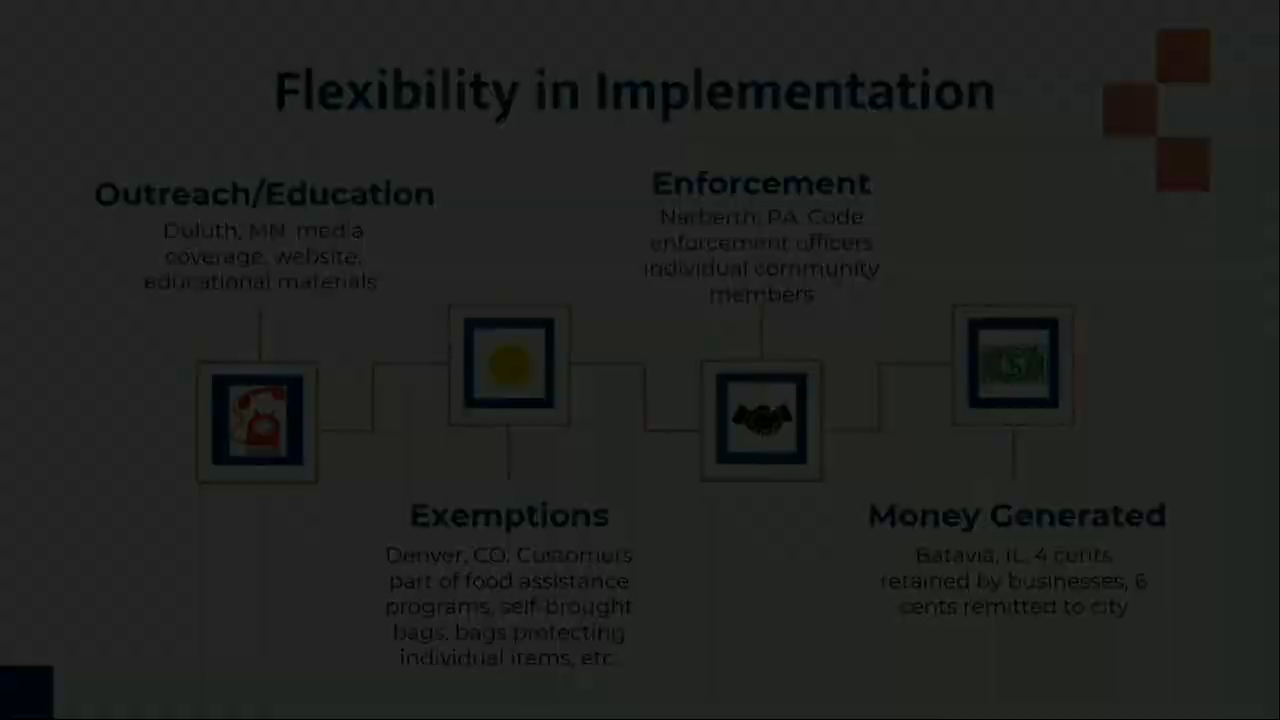 Flexibility in Implementation
Outreach/Education
Duluth, MN: media
coverage, website,
educational materials
Enforcement
Narberth, PA: Code
enforcement officers
individual community
members
Exemptions
Denver, CO: Customers
part of food assistance
programs, self-brought
bags, bags protecting
individual items, etc.
Money Generated
Batavia, IL: 4 cents
retained by businesses, 6
cents remitted to city